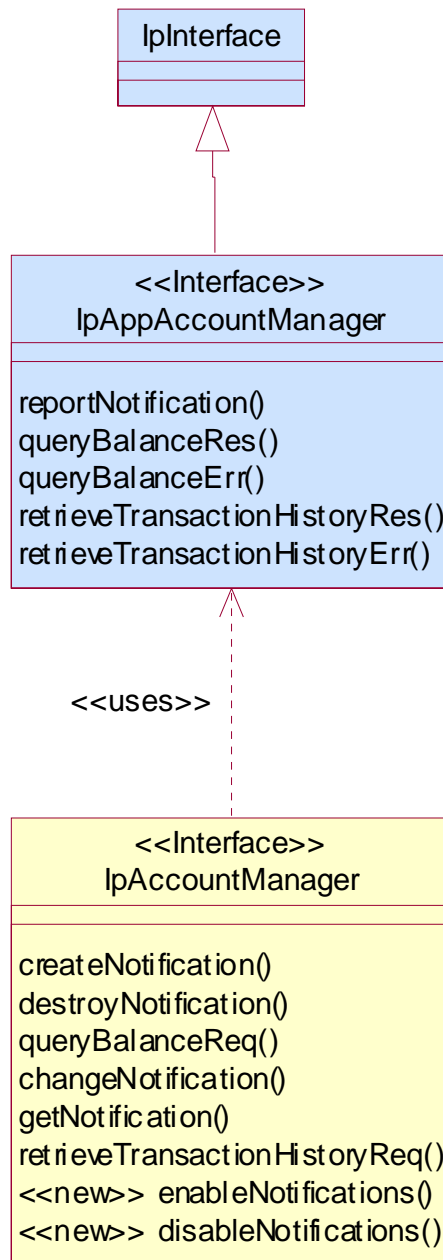 IpInterface
<<Interface>>
IpAppAccountManager
reportNotification()
queryBalanceRes()
queryBalanceErr()
retrieveTransactionHistoryRes()
retrieveTransactionHistoryErr()
<<uses>>
<<Interface>>
IpAccountManager
createNotification()
destroyNotification()
queryBalanceReq()
changeNotification()
getNotification()
retrieveTransactionHistoryReq()
<<new>> enableNotifications()
<<new>> disableNotifications()